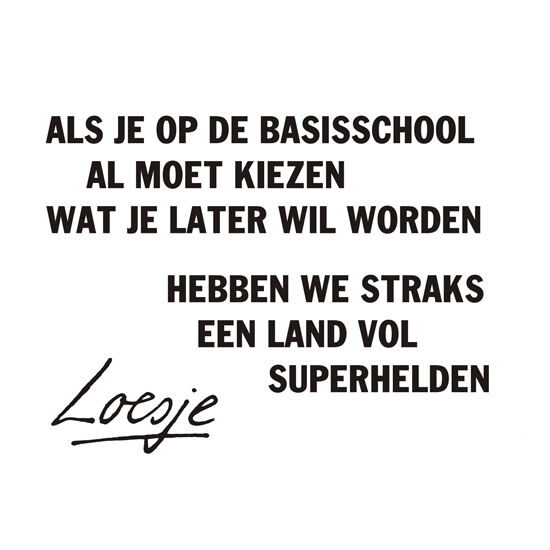 ALS JE OP DE BASISSCHOOL
AL MOET KIEZEN
WAT JE LATER WIL WORDEN
HEBBEN WE STRAKS
EEN LAND VOL
SUPERHELDEN
Loesje